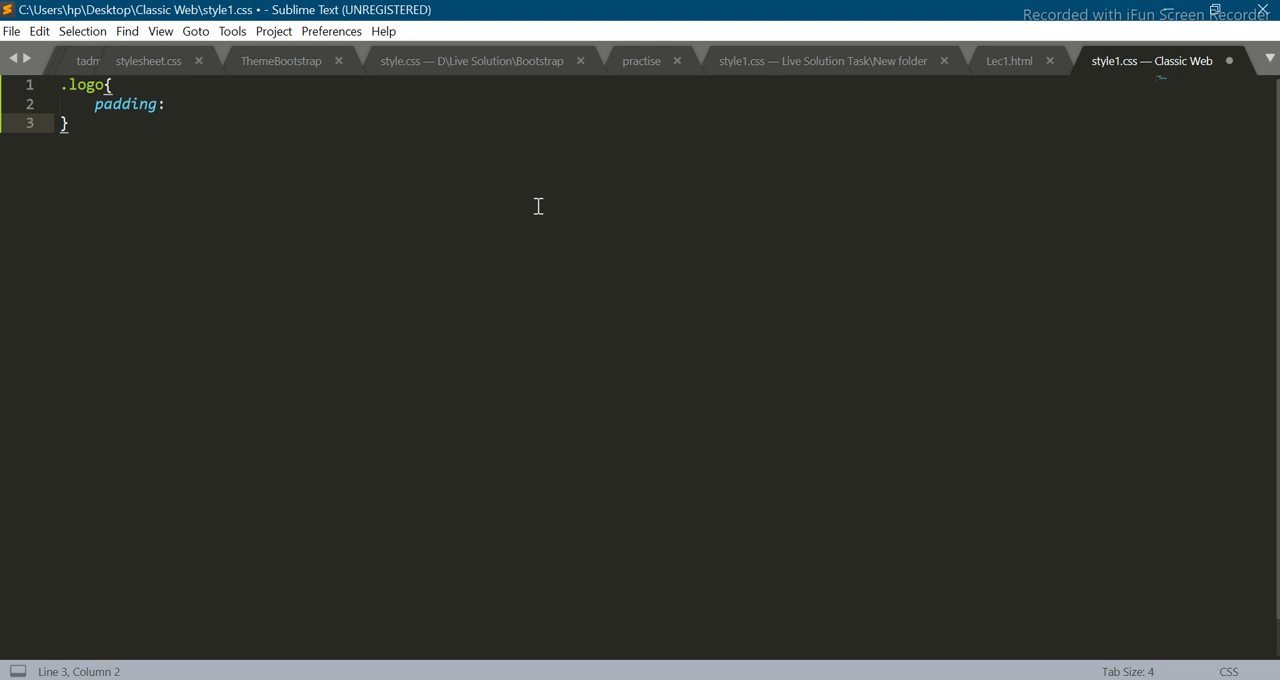 C:\Users\hp\Desktop\Classic Web\style1.css • - Sublime Text (UNREGISTERED)
Recorded with iFun Screen Recorder
File Edit Selection Find View Goto Tools Project Preferences Help
tadm stylesheet.css ThemeBootstrap style.css — D\Live Solution\Bootstrap practise style1.css — Live Solution Task\New folder Lec1.html style1.css — Classic Web
1 .logo{
2 padding:
3 }
Line 3, Column 2 Tab Size: 4 CSS